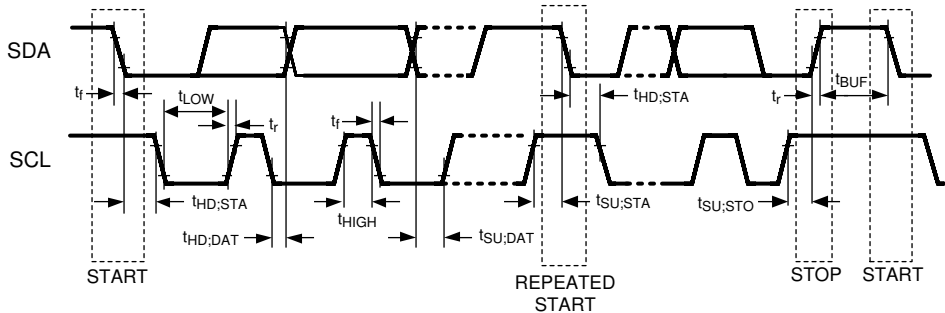 SDA
t_f
t_LOW
t_r
t_f
t_HD;STA
t_r
t_BUF
SCL
t_HD;STA
t_HD;DAT
t_HIGH
t_SU;DAT
t_SU;STA
t_SU;STO
START
REPEATED
START
STOP
START